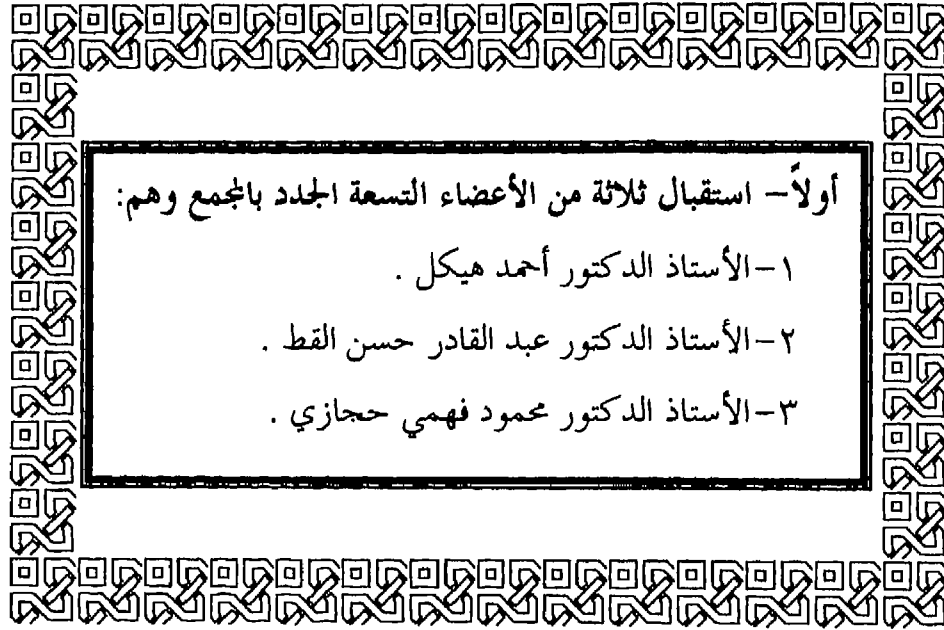 أولاً– استقبال ثلاثة من الأعضاء التسعة الجدد بالمجمع وهم:
١–الأستاذ الدكتور أحمد هيكل .
٢–الأستاذ الدكتور عبد القادر حسن القط .
٣–الأستاذ الدكتور محمود فهمي حجازي .